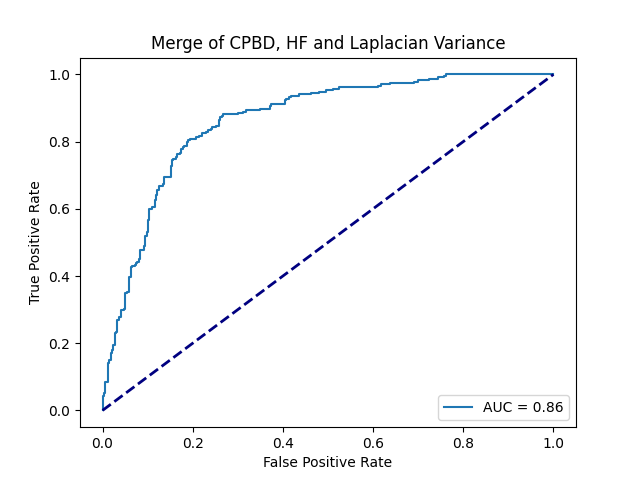 Merge of CPBD, HF and Laplacian Variance
True Positive Rate
1.0
0.8
0.6
0.4
0.2
0.0
AUC = 0.86
0.0 0.2 0.4 0.6 0.8 1.0
False Positive Rate